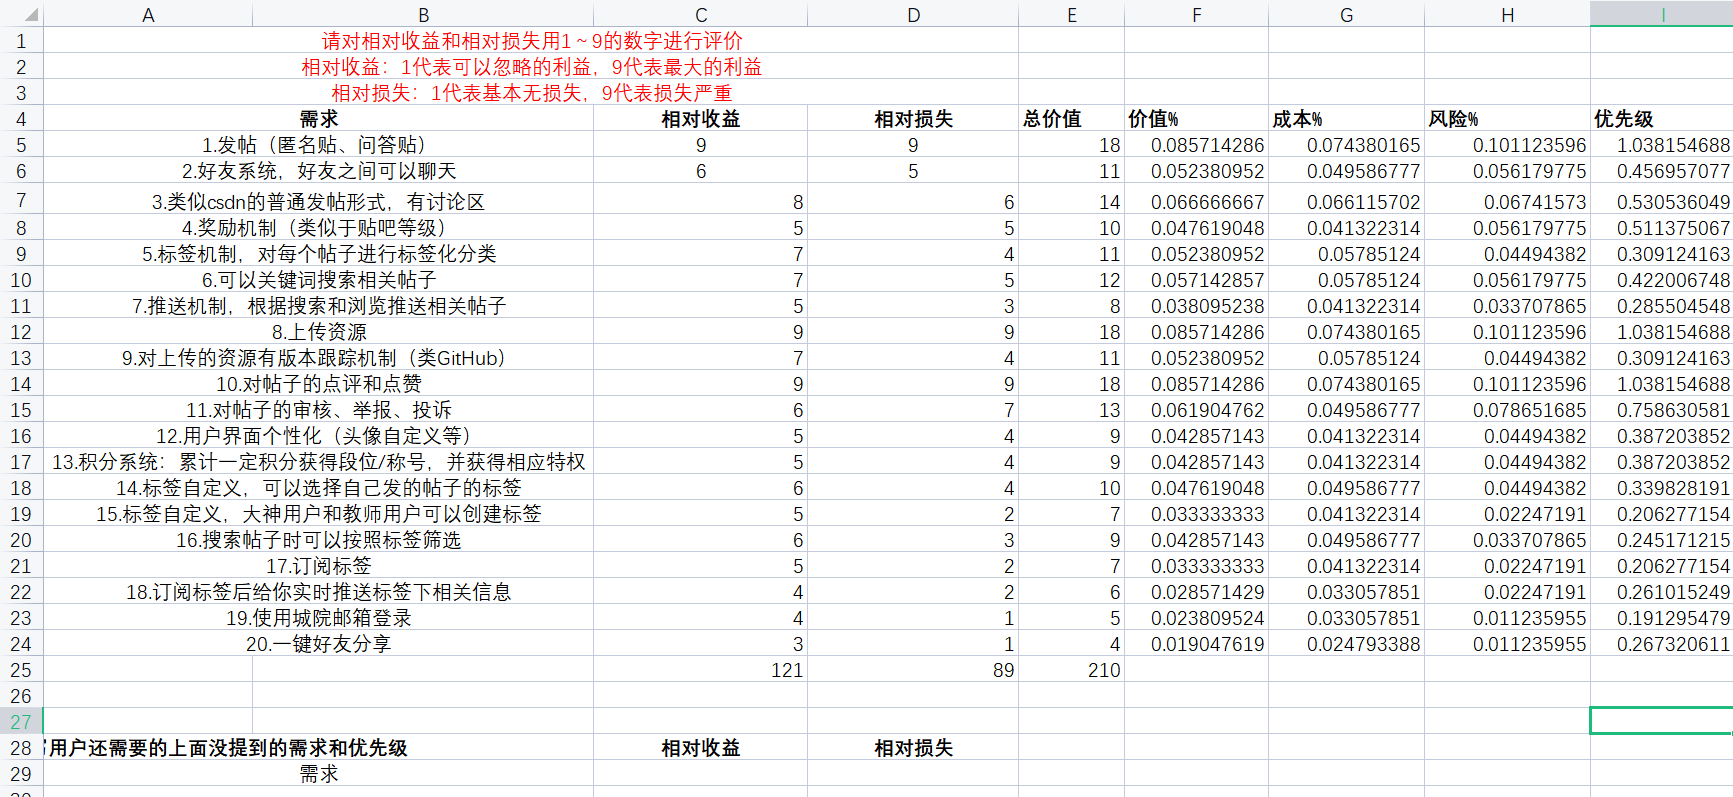 A B C D E F G H I
1 请对相对收益和相对损失用1~9的数字进行评价
2 相对收益：1代表可以忽略的利益，9代表最大的利益
3 相对损失：1代表基本无损失，9代表损失严重
4 需求 相对收益 相对损失 总价值 价值% 成本% 风险% 优先级
5 1.发帖（匿名贴、问答贴） 9 9 18 0.085714286 0.074380165 0.101123596 1.038154688
6 2.好友系统，好友之间可以聊天 6 5 11 0.052380952 0.049586777 0.056179775 0.456957077
7 3.类似csdn的普通发帖形式，有讨论区 8 6 14 0.066666667 0.066115702 0.06741573 0.530536049
8 4.奖励机制（类似于贴吧等级） 5 5 10 0.047619048 0.041322314 0.056179775 0.511375067
9 5.标签机制，对每个帖子进行标签化分类 7 4 11 0.052380952 0.05785124 0.04494382 0.309124163
10 6.可以关键词搜索相关帖子 7 5 12 0.057142857 0.05785124 0.056179775 0.422006748
11 7.推送机制，根据搜索和浏览推送相关帖子 5 3 8 0.038095238 0.041322314 0.033707865 0.285504548
12 8.上传资源 9 9 18 0.085714286 0.074380165 0.101123596 1.038154688
13 9.对上传的资源有版本跟踪机制（类GitHub） 7 4 11 0.052380952 0.05785124 0.04494382 0.309124163
14 10.对帖子的点评和点赞 9 9 18 0.085714286 0.074380165 0.101123596 1.038154688
15 11.对帖子的审核、举报、投诉 6 7 13 0.061904762 0.049586777 0.078651685 0.758630581
16 12.用户界面个性化（头像自定义等） 5 4 9 0.042857143 0.041322314 0.04494382 0.387203852
17 13.积分系统：累计一定积分获得段位/称号，并获得相应特权 5 4 9 0.042857143 0.041322314 0.04494382 0.387203852
18 14.标签自定义，可以选择自己发的帖子的标签 6 4 10 0.047619048 0.049586777 0.04494382 0.339828191
19 15.标签自定义，大神用户和教师用户可以创建标签 5 2 7 0.033333333 0.041322314 0.02247191 0.206277154
20 16.搜索帖子时可以按照标签筛选 6 3 9 0.042857143 0.049586777 0.033707865 0.245171215
21 17.订阅标签 5 2 7 0.033333333 0.041322314 0.02247191 0.206277154
22 18.订阅标签后给你实时推送标签下相关信息 4 2 6 0.028571429 0.033057851 0.02247191 0.261015249
23 19.使用城院邮箱登录 4 1 5 0.023809524 0.033057851 0.011235955 0.191295479
24 20.一键好友分享 3 1 4 0.019047619 0.024793388 0.011235955 0.267320611
25 121 89 210
26
27
28 用户还需要的上面没提到的需求和优先级 相对收益 相对损失
29 需求